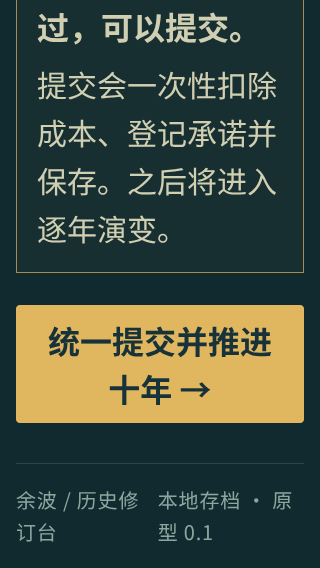 过，可以提交。
提交会一次性扣除
成本、登记承诺并
保存。之后将进入
逐年演变。
统一提交并推进
十年 →
余波 / 历史修
订台
本地存档 · 原
型 0.1